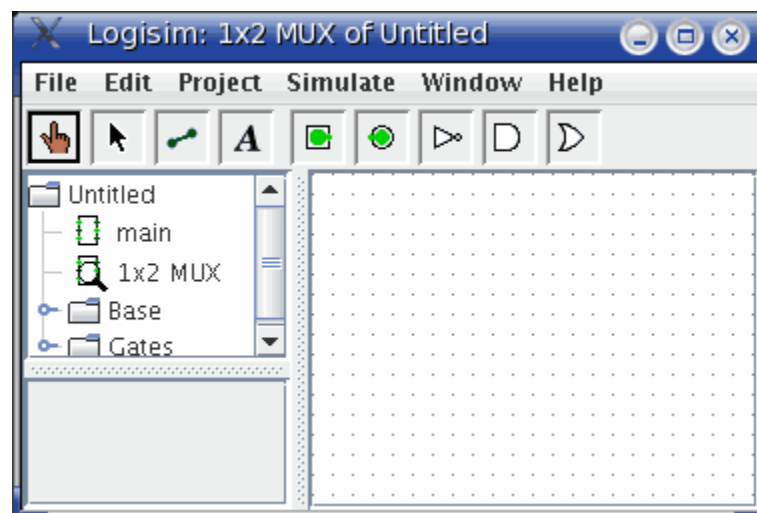 Logisim: 1x2 MUX of Untitled
File Edit Project Simulate Window Help
A
Untitled
main
1x2 MUX
Base
Gates